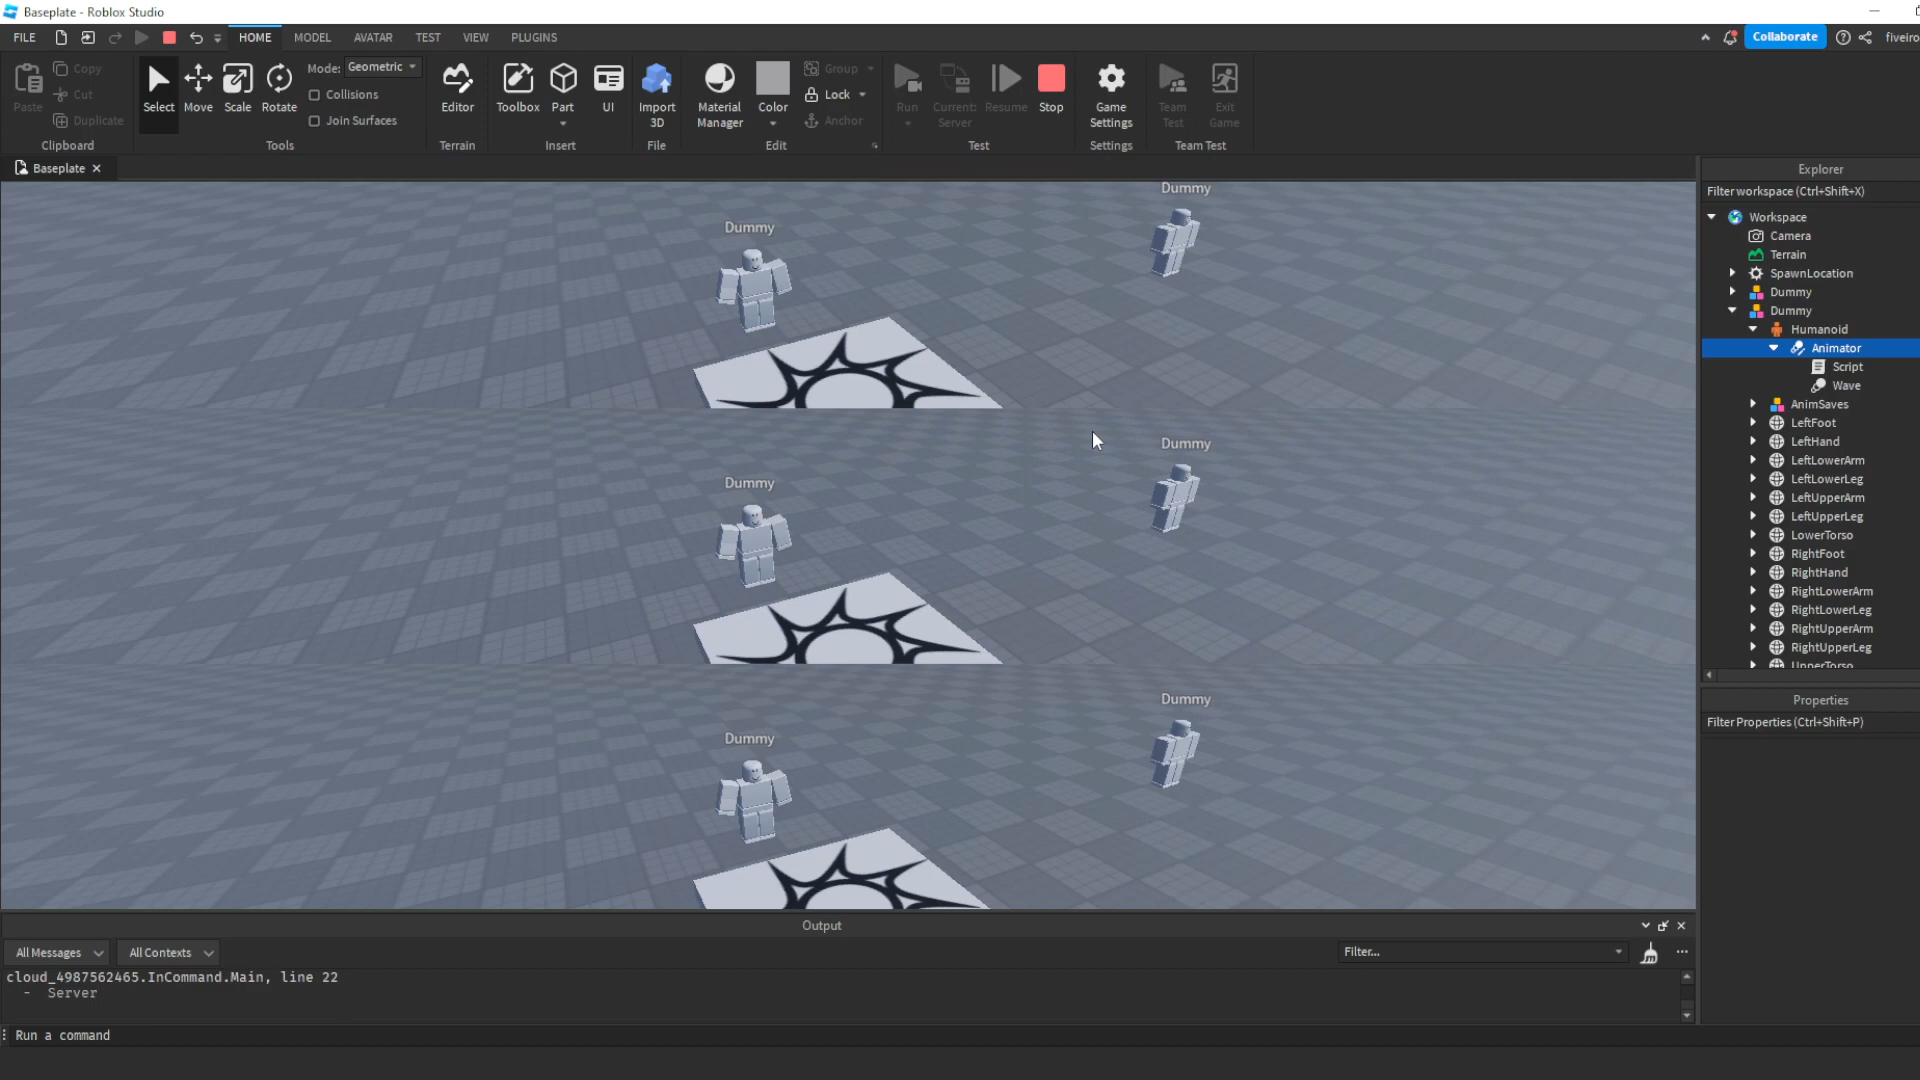 Baseplate - Roblox Studio
FILE
HOME
MODEL
AVATAR
TEST
VIEW
PLUGINS
Collaborate
fiveiro
Paste
Copy
Cut
Duplicate
Clipboard
Select
Move
Scale
Rotate
Mode: Geometric
Collisions
Join Surfaces
Tools
Editor
Terrain
Toolbox
Part
UI
Insert
Import 3D
File
Material Manager
Color
Group
Lock
Anchor
Edit
Run
Current: Server
Resume
Stop
Test
Game Settings
Settings
Team Test
Exit Game
Team Test
Baseplate
Dummy
Dummy
Dummy
Dummy
Dummy
Dummy
Explorer
Filter workspace (Ctrl+Shift+X)
Workspace
Camera
Terrain
SpawnLocation
Dummy
Dummy
Humanoid
Animator
Script
Wave
AnimSaves
LeftFoot
LeftHand
LeftLowerArm
LeftLowerLeg
LeftUpperArm
LeftUpperLeg
LowerTorso
RightFoot
RightHand
RightLowerArm
RightLowerLeg
RightUpperArm
RightUpperLeg
UpperTorso
Properties
Filter Properties (Ctrl+Shift+P)
Output
All Messages
All Contexts
Filter...
cloud_4987562465.InCommand.Main, line 22
- Server
Run a command